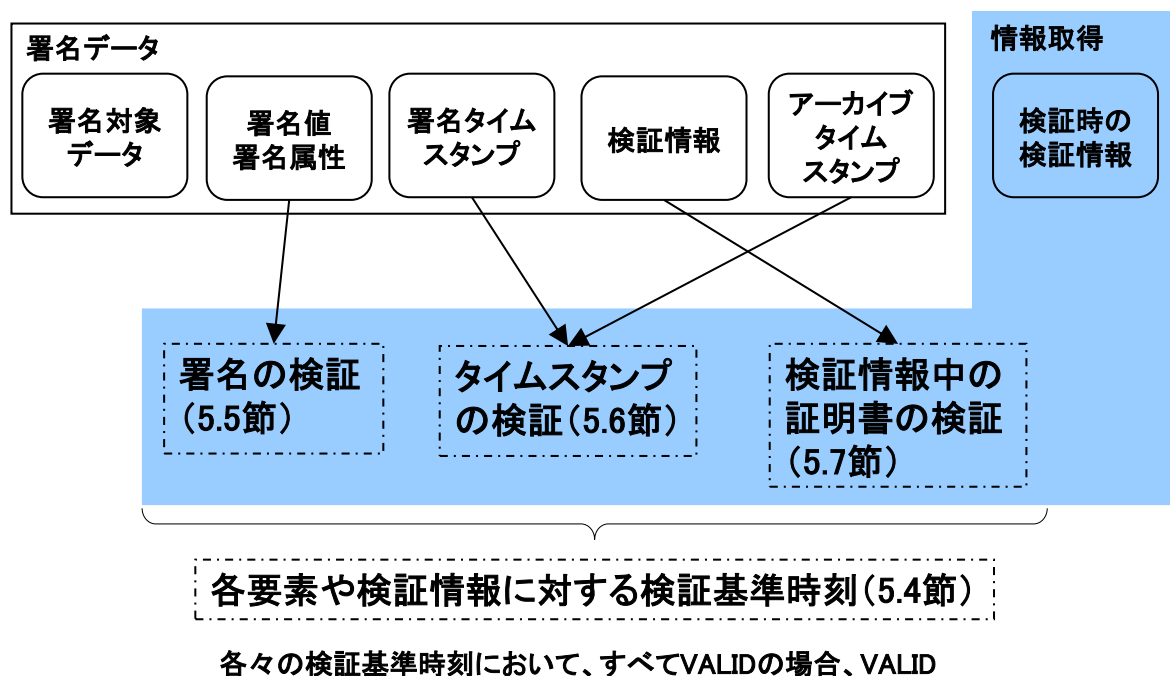 署名データ
情報取得
署名対象
データ
署名値
署名属性
署名タイム
スタンプ
検証情報
アーカイブ
タイム
スタンプ
検証時の
検証情報
署名の検証
(5.5節)
タイムスタンプ
の検証(5.6節)
検証情報中の
証明書の検証
(5.7節)
各要素や検証情報に対する検証基準時刻(5.4節)
各々の検証基準時刻において、すべてVALIDの場合、VALID